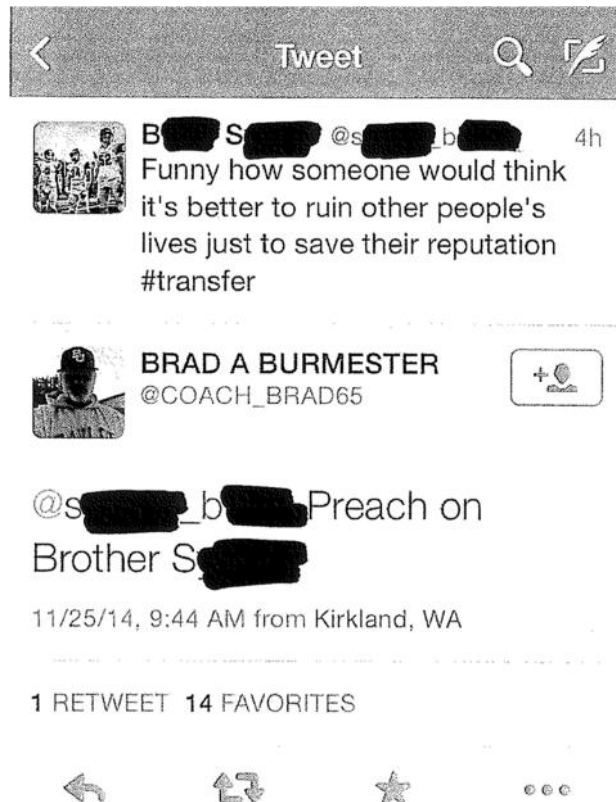 Tweet
B S @s _b 4h
Funny how someone would think
it's better to ruin other people's
lives just to save their reputation
#transfer
BRAD A BURMESTER
@COACH_BRAD65
@s _b Preach on
Brother S
11/25/14, 9:44 AM from Kirkland, WA
1 RETWEET 14 FAVORITES